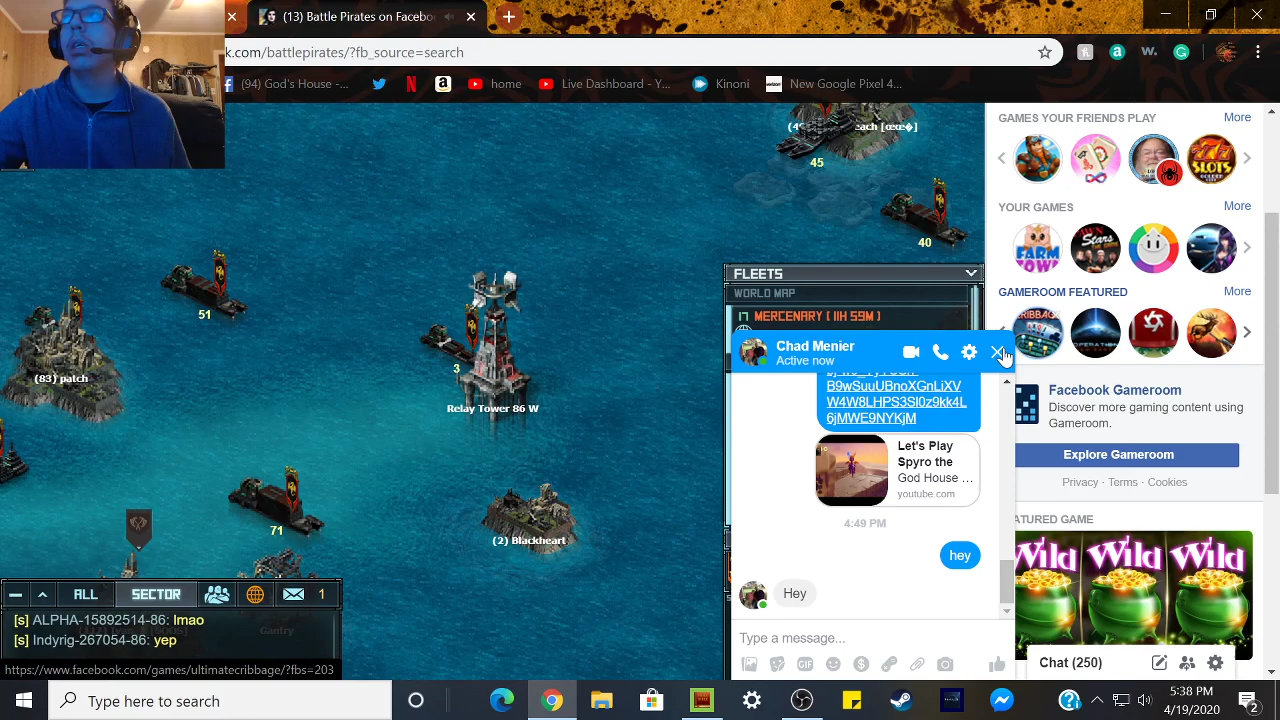 (13) Battle Pirates on Facebo
k.com/battlepirates/?fb_source=search
(94) God's House -...
home
Live Dashboard - Y...
Kinoni
New Google Pixel 4...
45
40
51
(83) patch
3
Relay Tower 86 W
71
(2) Blackheart
FLEETS
WORLD MAP
17 MERCENARY ( 11H 59M )
Chad Menier
Active now
B9wSuuUBnoXGnLiXV
W4W8LHPS3Sl0z9kk4L
6jMWE9NYKjM
Let's Play
Spyro the
God House ...
youtube.com
4:49 PM
hey
Hey
Type a message...
GIF
GAMES YOUR FRIENDS PLAY
More
YOUR GAMES
More
GAMEROOM FEATURED
More
Facebook Gameroom
Discover more gaming content using
Gameroom.
Explore Gameroom
Privacy · Terms · Cookies
ATURED GAME
Wild Wild Wild
Chat (250)
ALL
SECTOR
1
[s] ALPHA-15892514-86: lmao
[s] Indyrig-267054-86: yep
Gantry
https://www.facebook.com/games/ultimatecribbage/?fbs=203
Type here to search
5:38 PM
4/19/2020
2